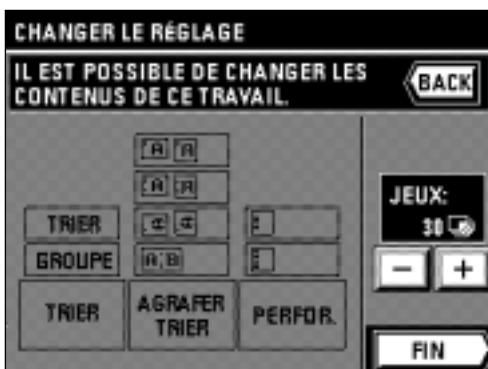 CHANGER LE RÉGLAGE
IL EST POSSIBLE DE CHANGER LES
CONTENUS DE CE TRAVAIL.
BACK
A A
A A
TRIER
A A
GROUPE
A B
TRIER
AGRAFER
TRIER
PERFOR.
JEUX:
30
− +
FIN